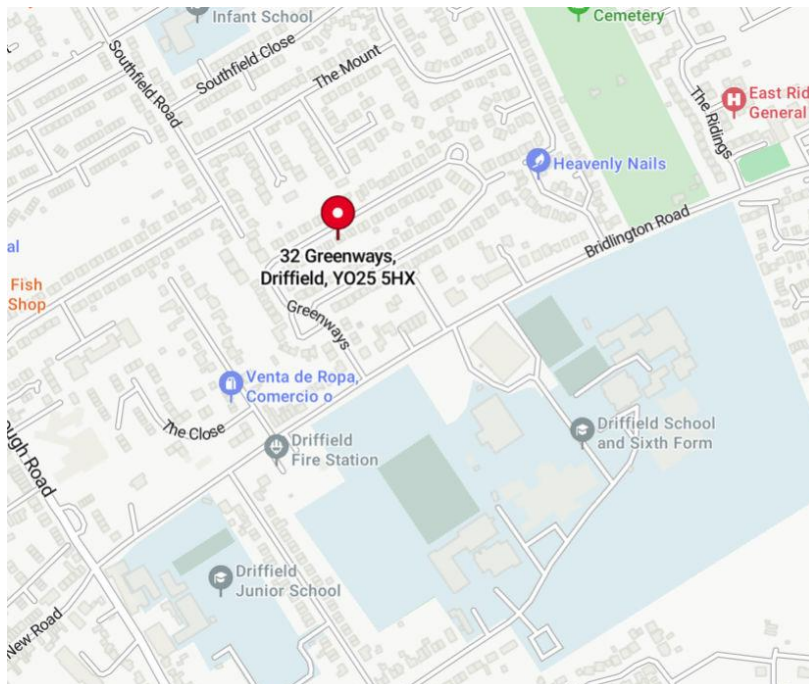 Infant School
Cemetery
Southfield Close
The Mount
Southfield Road
East Rid
General
The Ridings
Heavenly Nails
Bridlington Road
al
32 Greenways,
Driffield, YO25 5HX
Fish
Shop
Greenways
Venta de Ropa,
Comercio o
The Close
Driffield School
and Sixth Form
Driffield
Fire Station
ough Road
Driffield
Junior School
New Road